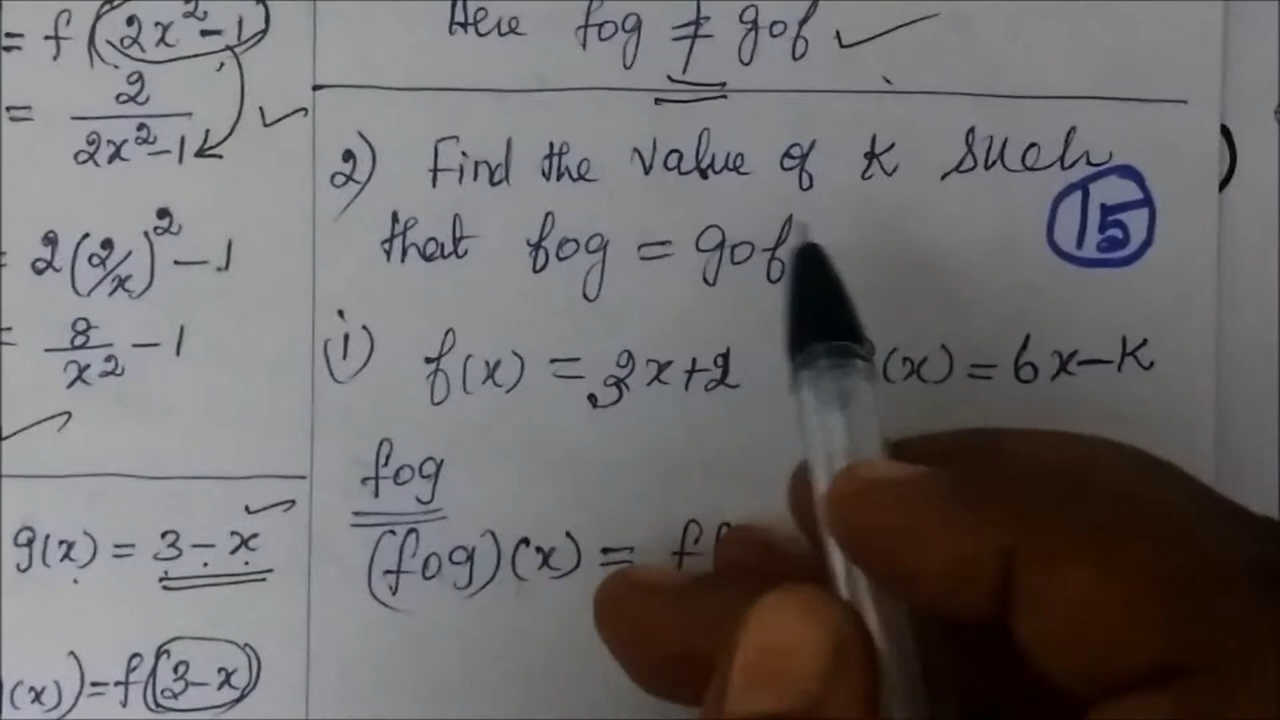 = f(2x²-1)
= 2/(2x²-1)
= 2(2/x)² - 1
= 8/x² - 1
g(x) = 3-x
(x)) = f(3-x)
Here fog ≠ gof
2) Find the value of k such
that fog = gof
15
i) f(x) = 3x+2 (x) = 6x-k
fog
(fog)(x) = f(